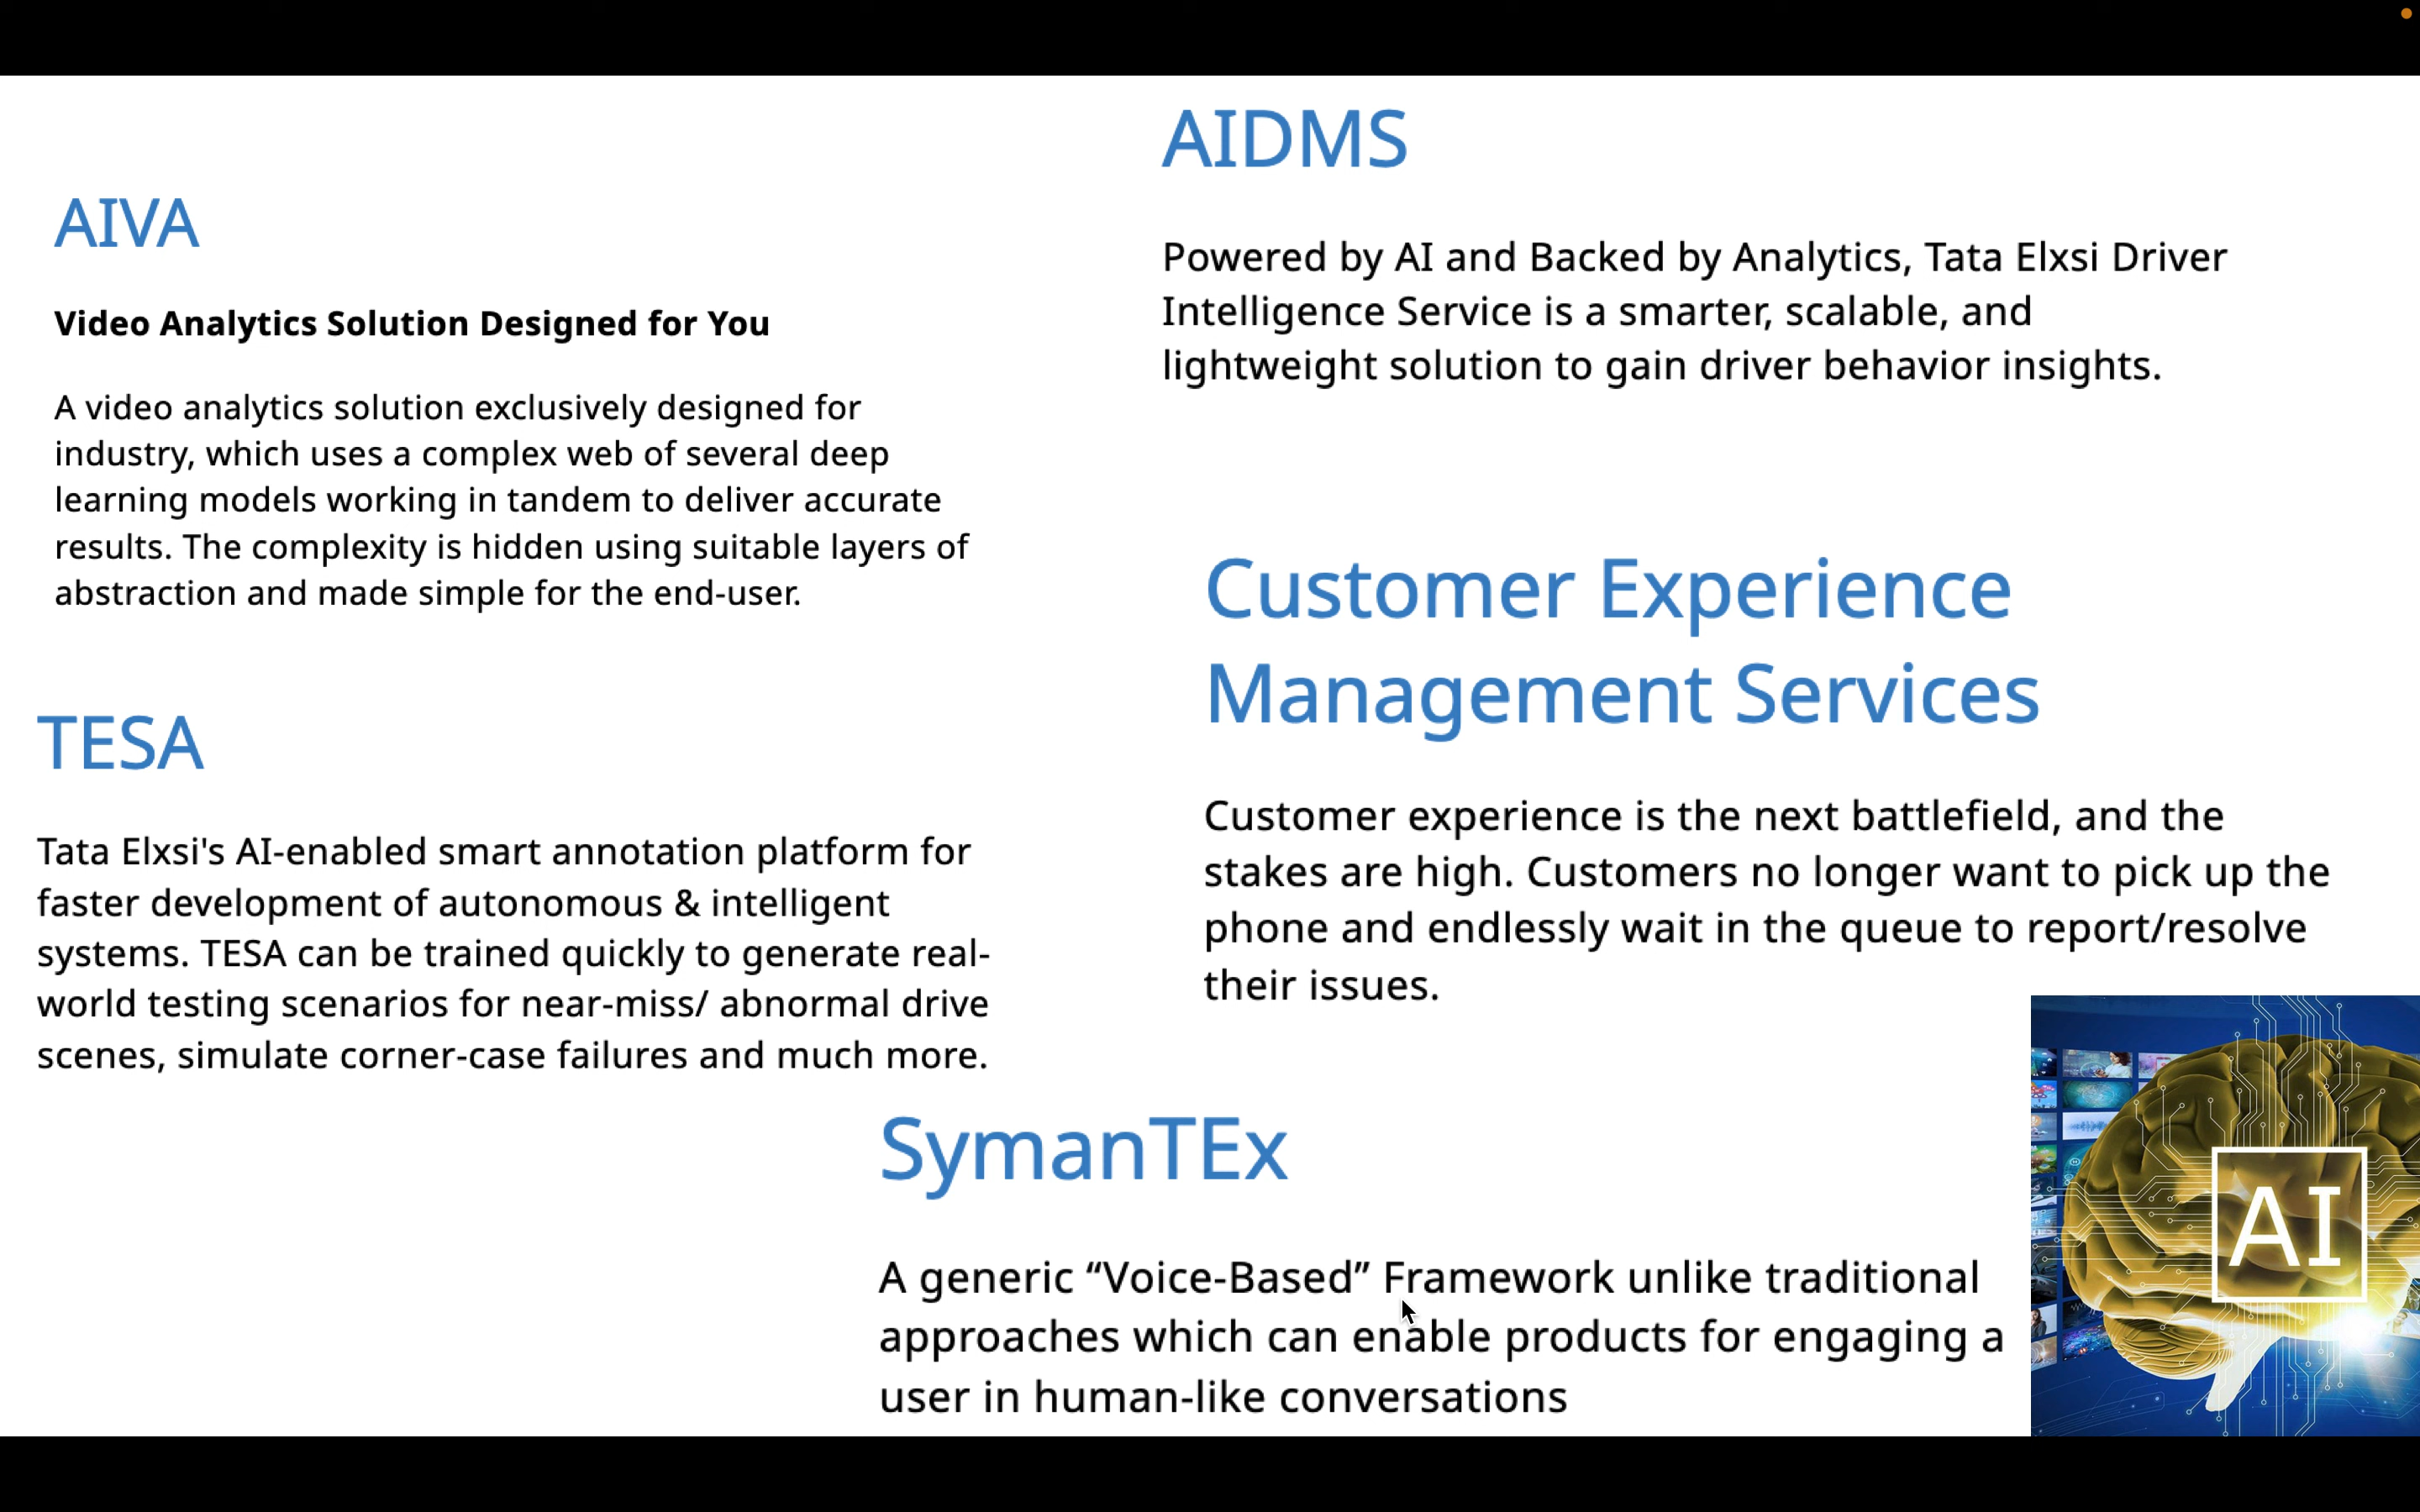 AIVA
Video Analytics Solution Designed for You
A video analytics solution exclusively designed for
industry, which uses a complex web of several deep
learning models working in tandem to deliver accurate
results. The complexity is hidden using suitable layers of
abstraction and made simple for the end-user.
TESA
Tata Elxsi's AI-enabled smart annotation platform for
faster development of autonomous & intelligent
systems. TESA can be trained quickly to generate real-
world testing scenarios for near-miss/ abnormal drive
scenes, simulate corner-case failures and much more.
AIDMS
Powered by AI and Backed by Analytics, Tata Elxsi Driver
Intelligence Service is a smarter, scalable, and
lightweight solution to gain driver behavior insights.
Customer Experience
Management Services
Customer experience is the next battlefield, and the
stakes are high. Customers no longer want to pick up the
phone and endlessly wait in the queue to report/resolve
their issues.
SymanTEx
A generic “Voice-Based” Framework unlike traditional
approaches which can enable products for engaging a
user in human-like conversations
AI